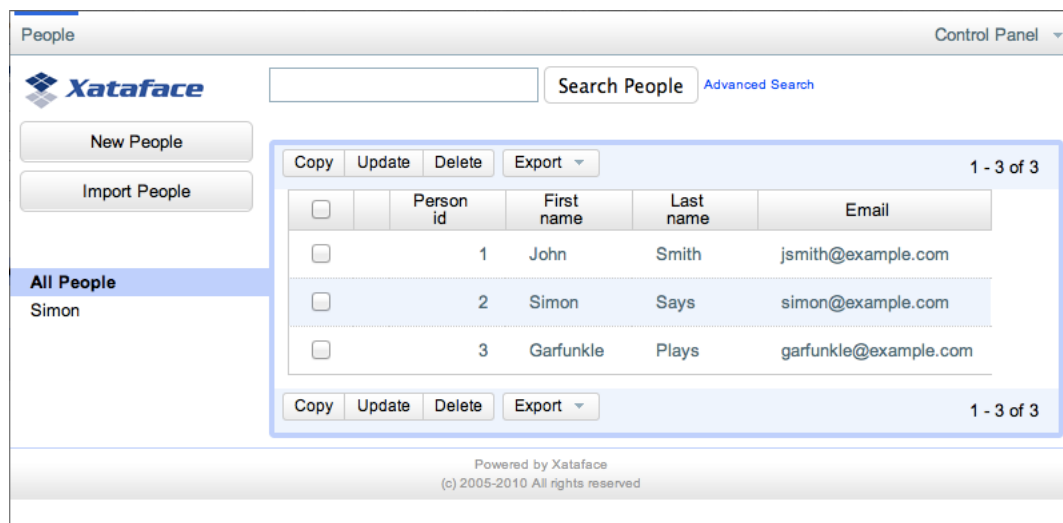 People Control Panel
Xataface
Search People Advanced Search
New People
Import People
All People
Simon
Copy Update Delete Export 1 - 3 of 3
Person id First name Last name Email
1 John Smith jsmith@example.com
2 Simon Says simon@example.com
3 Garfunkle Plays garfunkle@example.com
Copy Update Delete Export 1 - 3 of 3
Powered by Xataface
(c) 2005-2010 All rights reserved